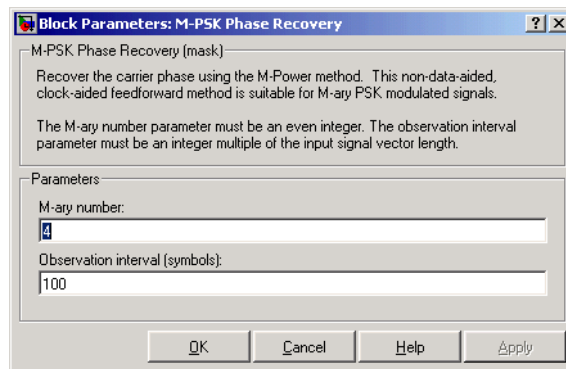 Block Parameters: M-PSK Phase Recovery
M-PSK Phase Recovery (mask)
Recover the carrier phase using the M-Power method. This non-data-aided,
clock-aided feedforward method is suitable for M-ary PSK modulated signals.
The M-ary number parameter must be an even integer. The observation interval
parameter must be an integer multiple of the input signal vector length.
Parameters
M-ary number:
4
Observation interval (symbols):
100
OK Cancel Help Apply